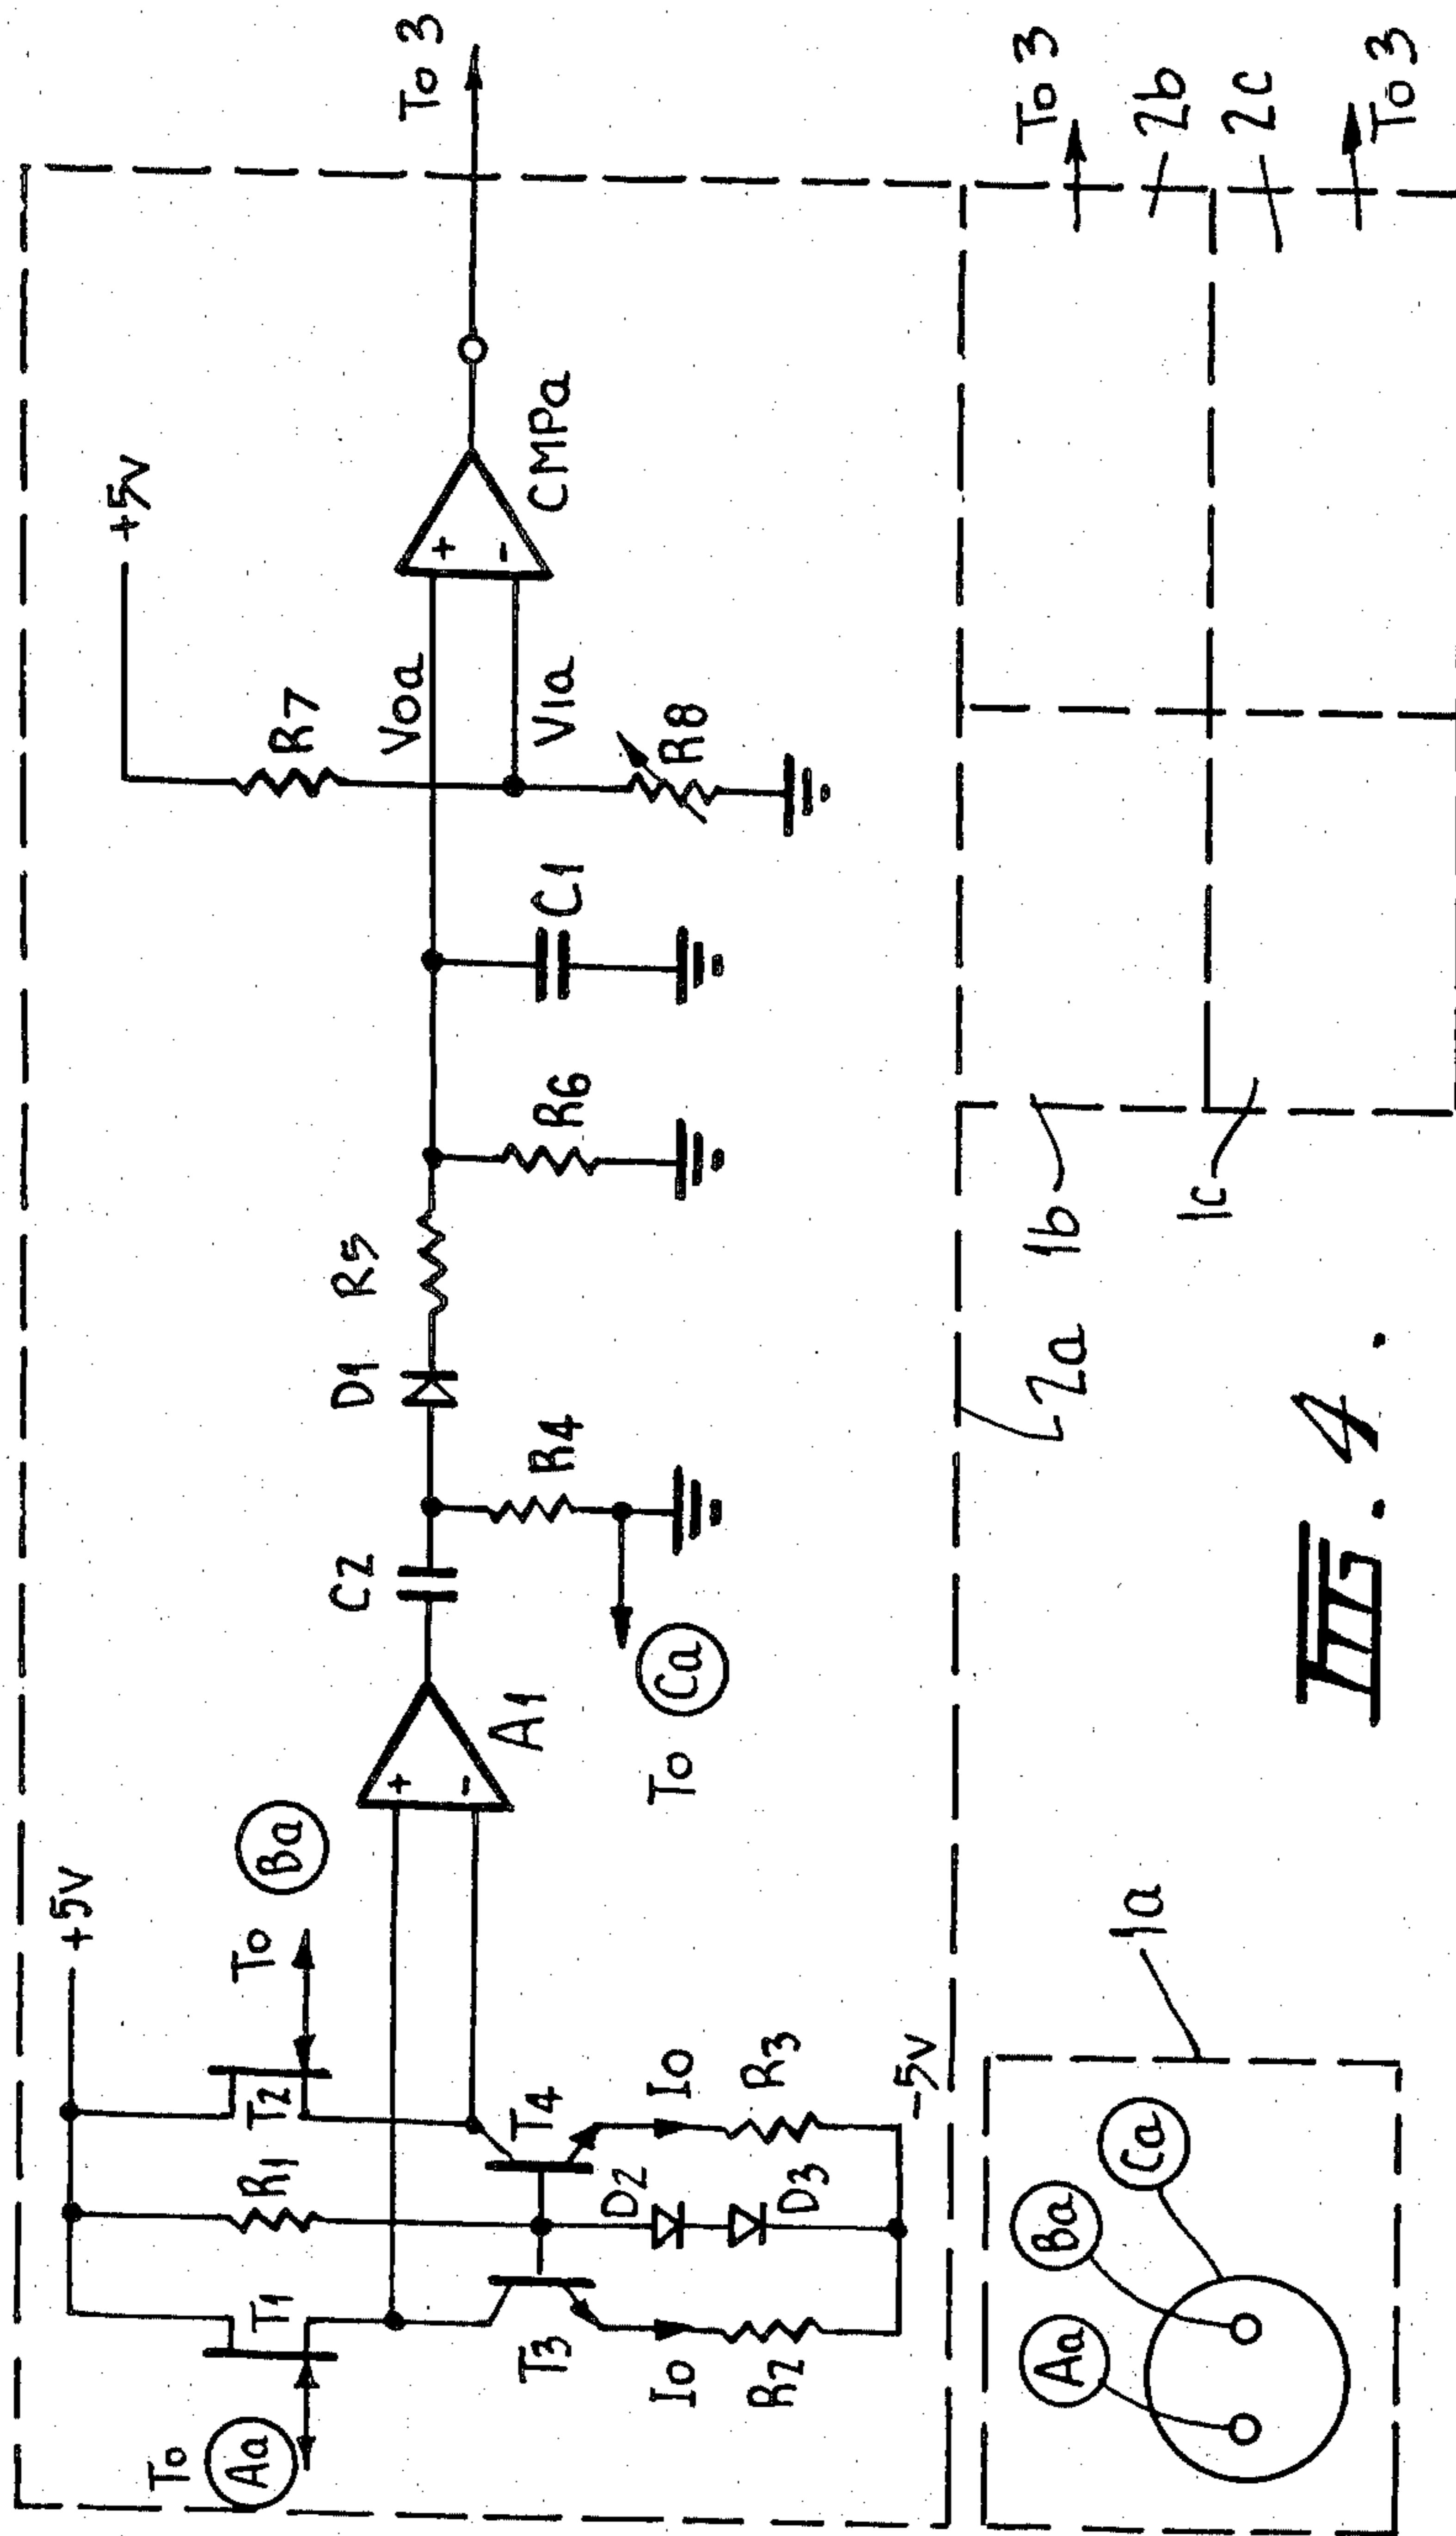 To Aa
T1
R1
T2
+5V
To Ba
T3
T4
Io
R2
D2
D3
Io
R3
-5V
+
-
A1
C2
R4
To Ca
D1
R5
R6
C1
+5V
R7
Voa
V1a
R8
+
-
CMPa
To 3
2a
1b
1c
To 3
2b
2c
To 3
1a
Aa
Ba
Ca
FIG. 4.